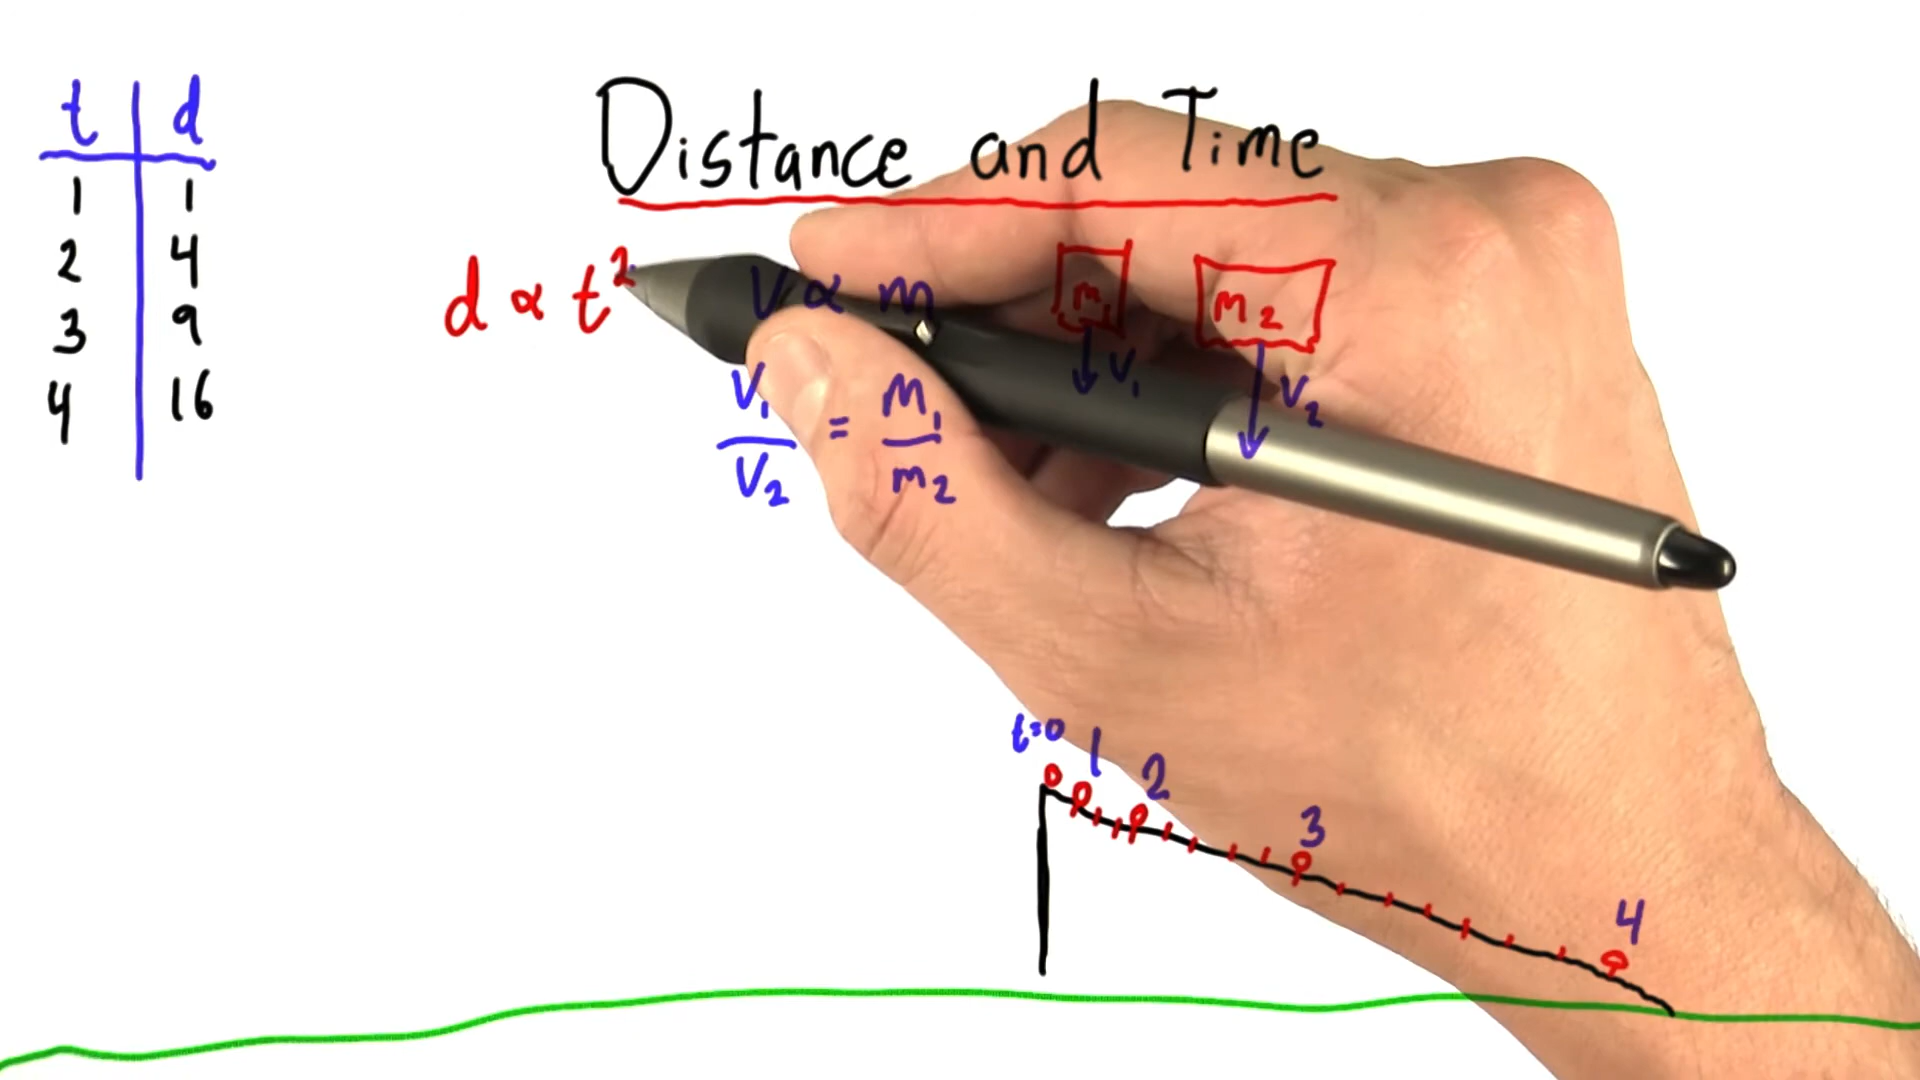 Distance and Time
t d
1 1
2 4
3 9
4 16
d ∝ t²
V ∝ m
V₁/V₂ = M₁/m₂
m₁
m₂
V₁
V₂
t=0 1 2 3 4